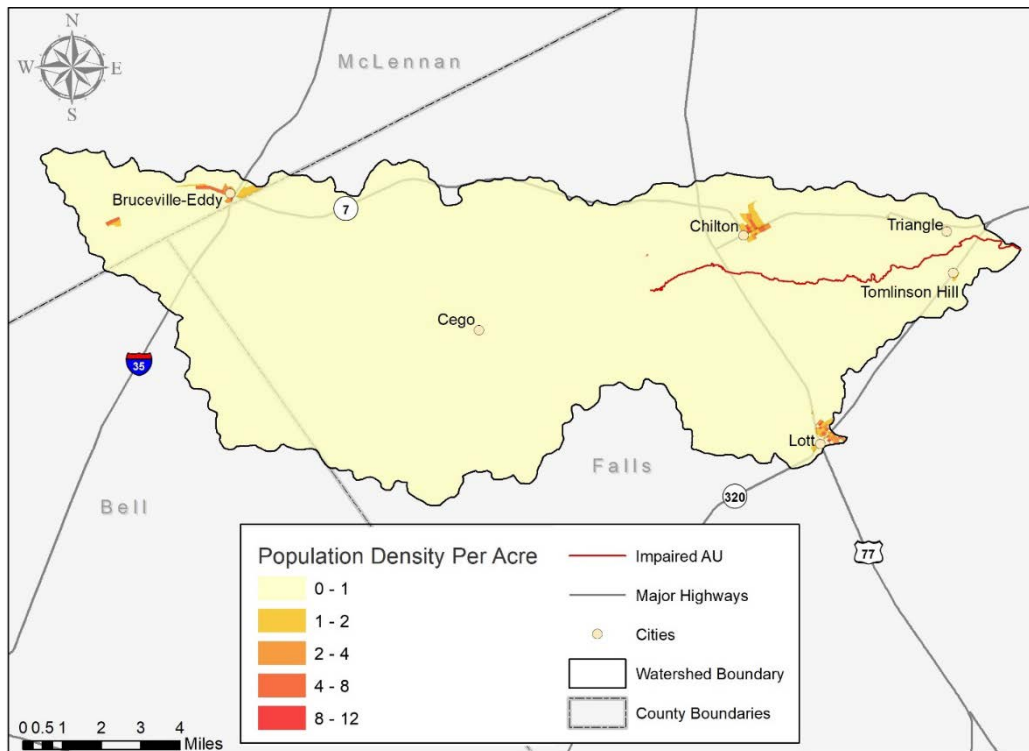 N
W E
S
McLennan
Bruceville-Eddy
7
Chilton
Triangle
Tomlinson Hill
Cego
35
Lott
Falls
320
Bell
77
Population Density Per Acre
0 - 1
1 - 2
2 - 4
4 - 8
8 - 12
Impaired AU
Major Highways
Cities
Watershed Boundary
County Boundaries
0 0.5 1 2 3 4
Miles